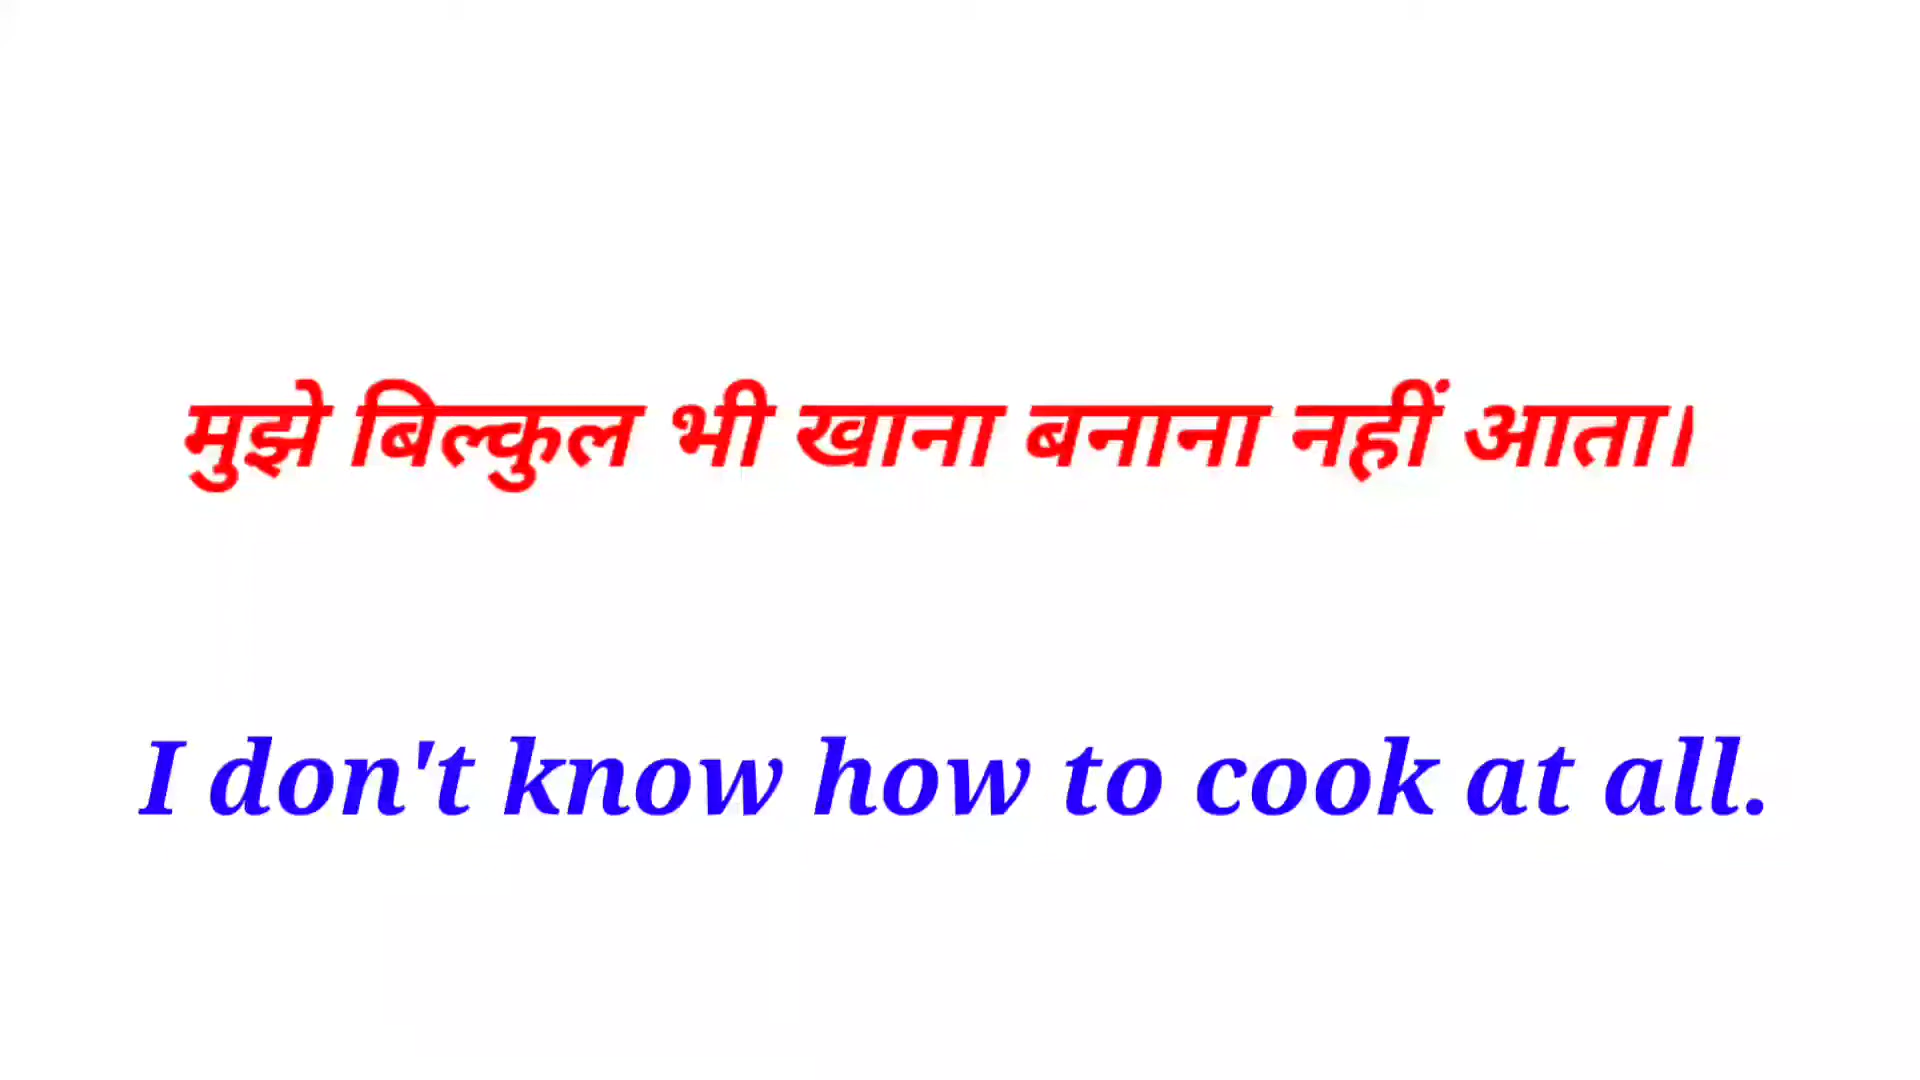 मुझे बिल्कुल भी खाना बनाना नहीं आता।
I don't know how to cook at all.